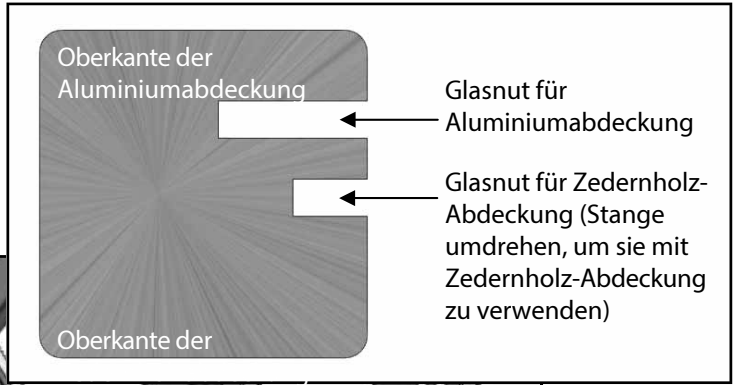 Oberkante der
Aluminiumabdeckung
Glasnut für
Aluminiumabdeckung
Glasnut für Zedernholz-
Abdeckung (Stange
umdrehen, um sie mit
Zedernholz-Abdeckung
zu verwenden)
Oberkante der